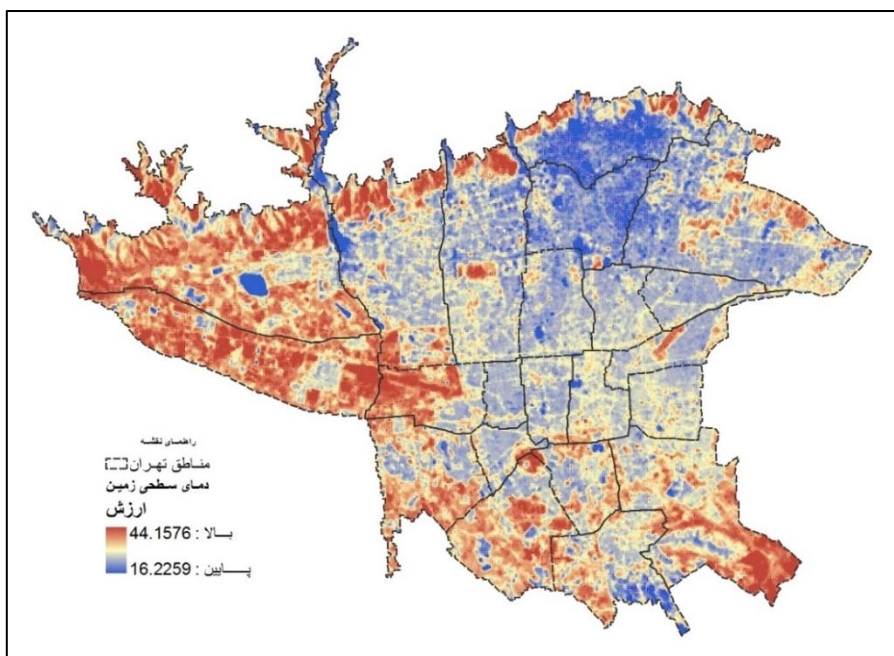 راهنمای نقشه
مناطق تهران
دمای سطحی زمین
ارزش
بالا : 44.1576
پایین : 16.2259